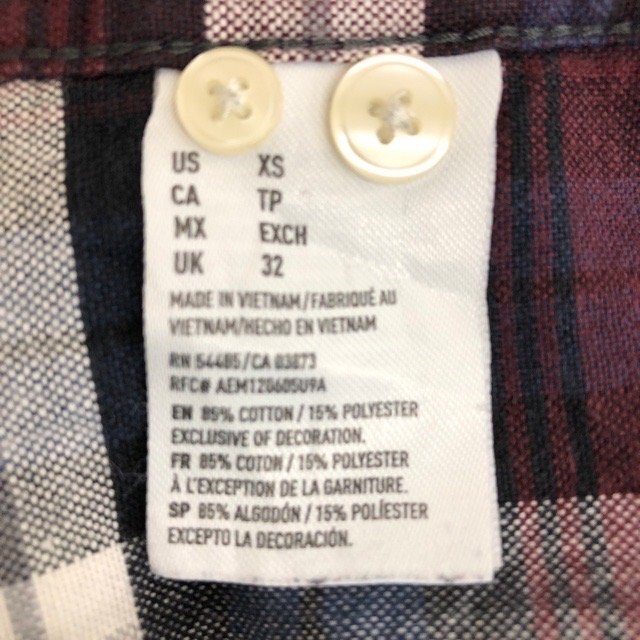 US XS
CA TP
MX EXCH
UK 32
MADE IN VIETNAM/FABRIQUÉ AU
VIETNAM/HECHO EN VIETNAM
RN 54485/CA 03073
RFC# AEM120605U9A
EN 85% COTTON / 15% POLYESTER
EXCLUSIVE OF DECORATION.
FR 85% COTON / 15% POLYESTER
À L'EXCEPTION DE LA GARNITURE.
SP 85% ALGODÓN / 15% POLÍESTER
EXCEPTO LA DECORACIÓN.